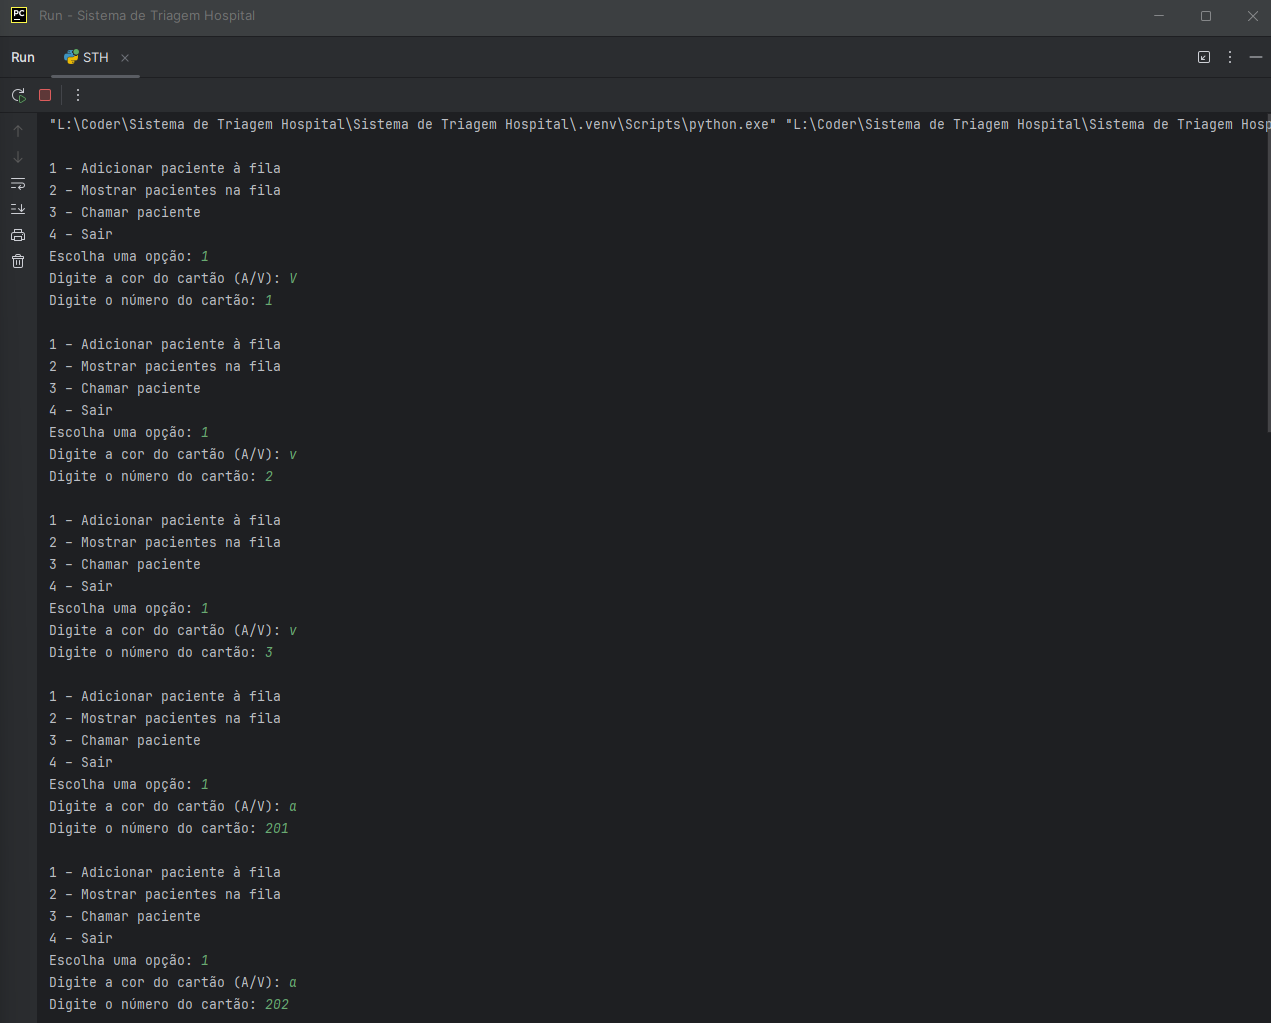 PC Run - Sistema de Triagem Hospital
Run STH
"L:\Coder\Sistema de Triagem Hospital\Sistema de Triagem Hospital\.venv\Scripts\python.exe" "L:\Coder\Sistema de Triagem Hospital\Sistema de Triagem Hosp
1 - Adicionar paciente à fila
2 - Mostrar pacientes na fila
3 - Chamar paciente
4 - Sair
Escolha uma opção: 1
Digite a cor do cartão (A/V): V
Digite o número do cartão: 1
1 - Adicionar paciente à fila
2 - Mostrar pacientes na fila
3 - Chamar paciente
4 - Sair
Escolha uma opção: 1
Digite a cor do cartão (A/V): v
Digite o número do cartão: 2
1 - Adicionar paciente à fila
2 - Mostrar pacientes na fila
3 - Chamar paciente
4 - Sair
Escolha uma opção: 1
Digite a cor do cartão (A/V): v
Digite o número do cartão: 3
1 - Adicionar paciente à fila
2 - Mostrar pacientes na fila
3 - Chamar paciente
4 - Sair
Escolha uma opção: 1
Digite a cor do cartão (A/V): a
Digite o número do cartão: 201
1 - Adicionar paciente à fila
2 - Mostrar pacientes na fila
3 - Chamar paciente
4 - Sair
Escolha uma opção: 1
Digite a cor do cartão (A/V): a
Digite o número do cartão: 202